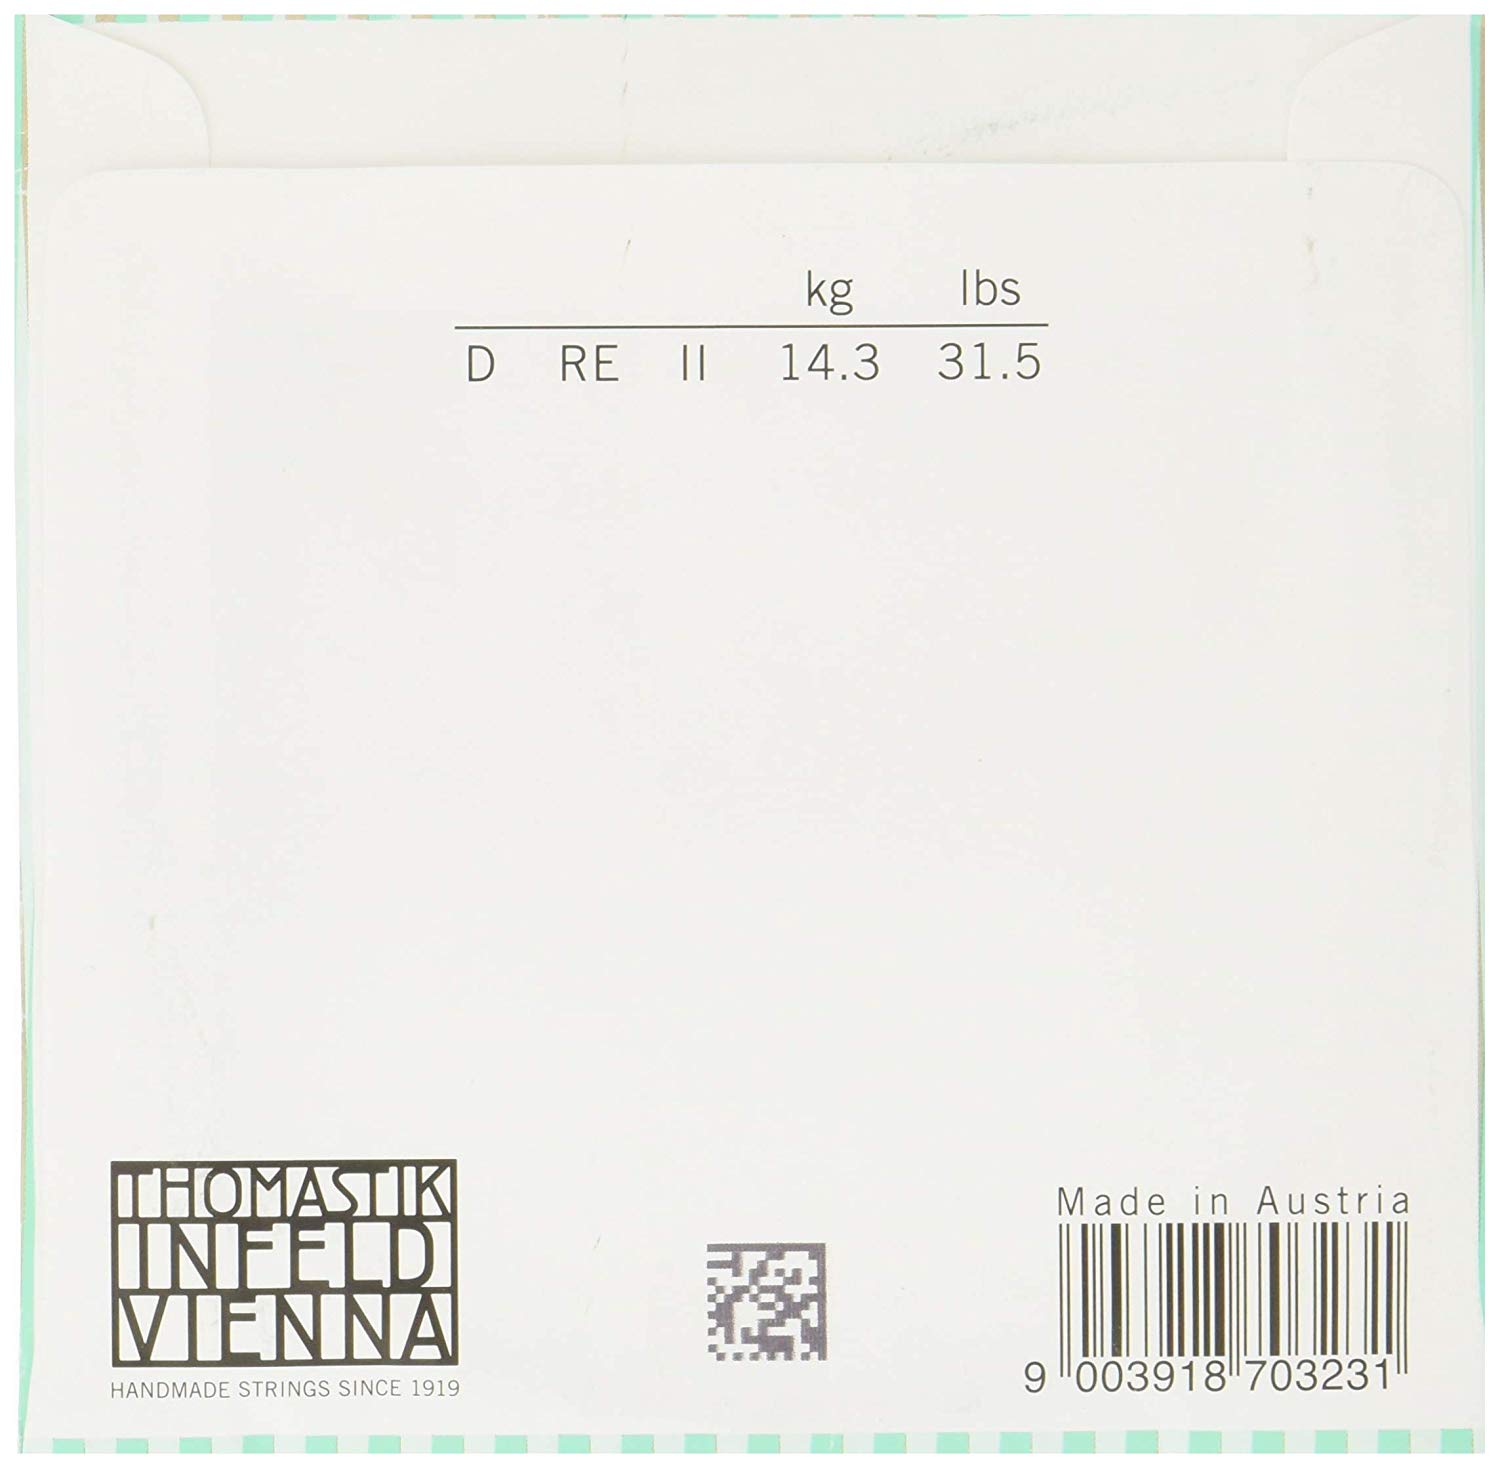 kg lbs
D RE II 14.3 31.5
THOMASTIK
INFELD
VIENNA
HANDMADE STRINGS SINCE 1919
Made in Austria
9 003918 703231